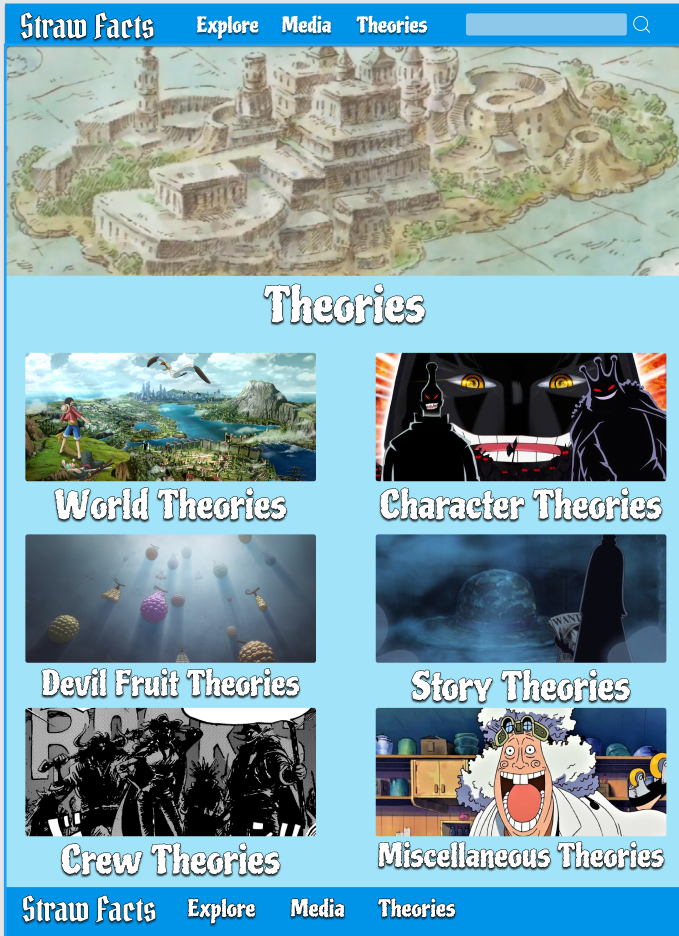 Straw Facts Explore Media Theories
Theories
World Theories Character Theories
WANT
Devil Fruit Theories Story Theories
Crew Theories Miscellaneous Theories
Straw Facts Explore Media Theories